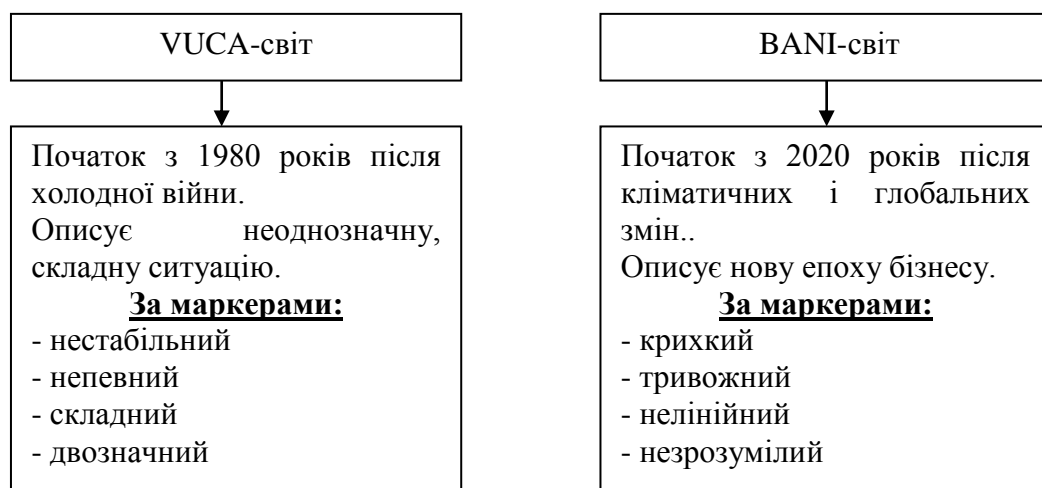 VUCA-світ
Початок з 1980 років після
холодної війни.
Описує неоднозначну,
складну ситуацію.
За маркерами:
- нестабільний
- непевний
- складний
- двозначний
BANI-світ
Початок з 2020 років після
кліматичних і глобальних
змін..
Описує нову епоху бізнесу.
За маркерами:
- крихкий
- тривожний
- нелінійний
- незрозумілий